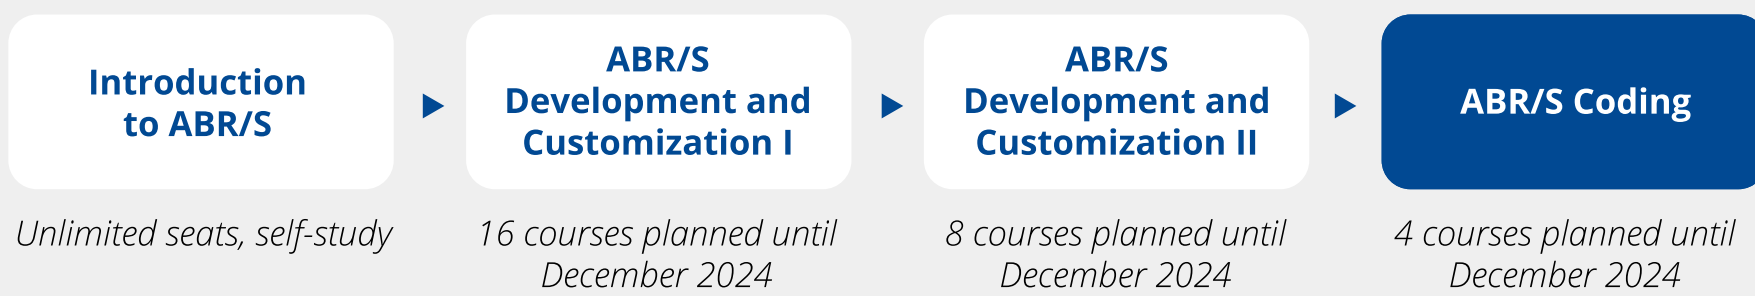 Introduction
to ABR/S
ABR/S
Development and
Customization I
ABR/S
Development and
Customization II
ABR/S Coding
Unlimited seats, self-study
16 courses planned until
December 2024
8 courses planned until
December 2024
4 courses planned until
December 2024